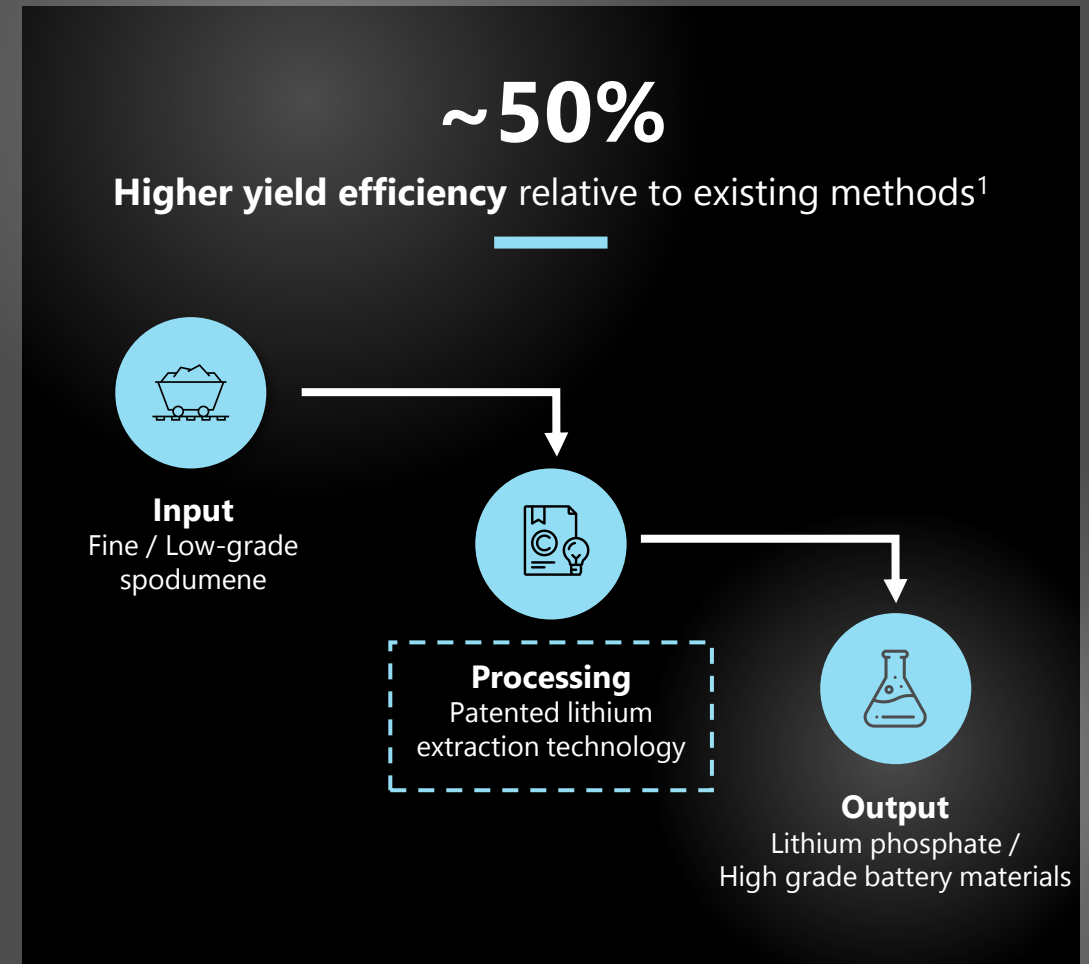 ~50%
Higher yield efficiency relative to existing methods¹
Input
Fine / Low-grade
spodumene
©
Processing
Patented lithium
extraction technology
Output
Lithium phosphate /
High grade battery materials